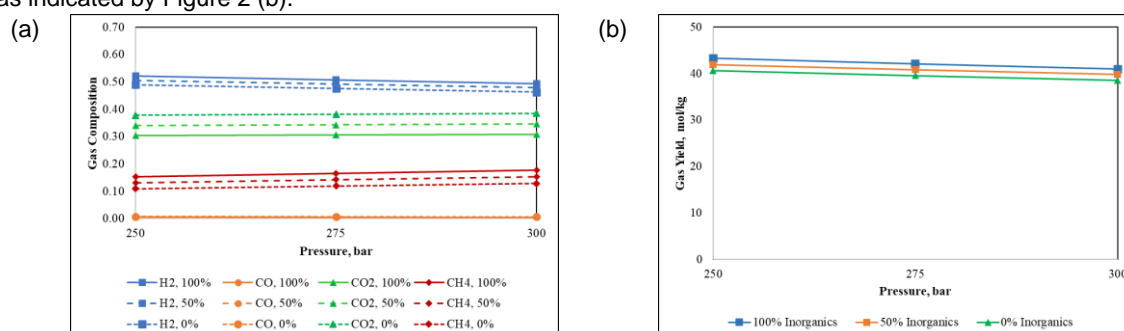 as indicated by Figure 2 (b).
(a)
0.70
0.60
0.50
0.40
0.30
0.20
0.10
0.00
Gas Composition
250
275
300
Pressure, bar
H2, 100%
CO, 100%
CO2, 100%
CH4, 100%
H2, 50%
CO, 50%
CO2, 50%
CH4, 50%
H2, 0%
CO, 0%
CO2, 0%
CH4, 0%
(b)
50
40
30
20
10
0
Gas Yield, mol/kg
250
275
300
Pressure, bar
100% Inorganics
50% Inorganics
0% Inorganics